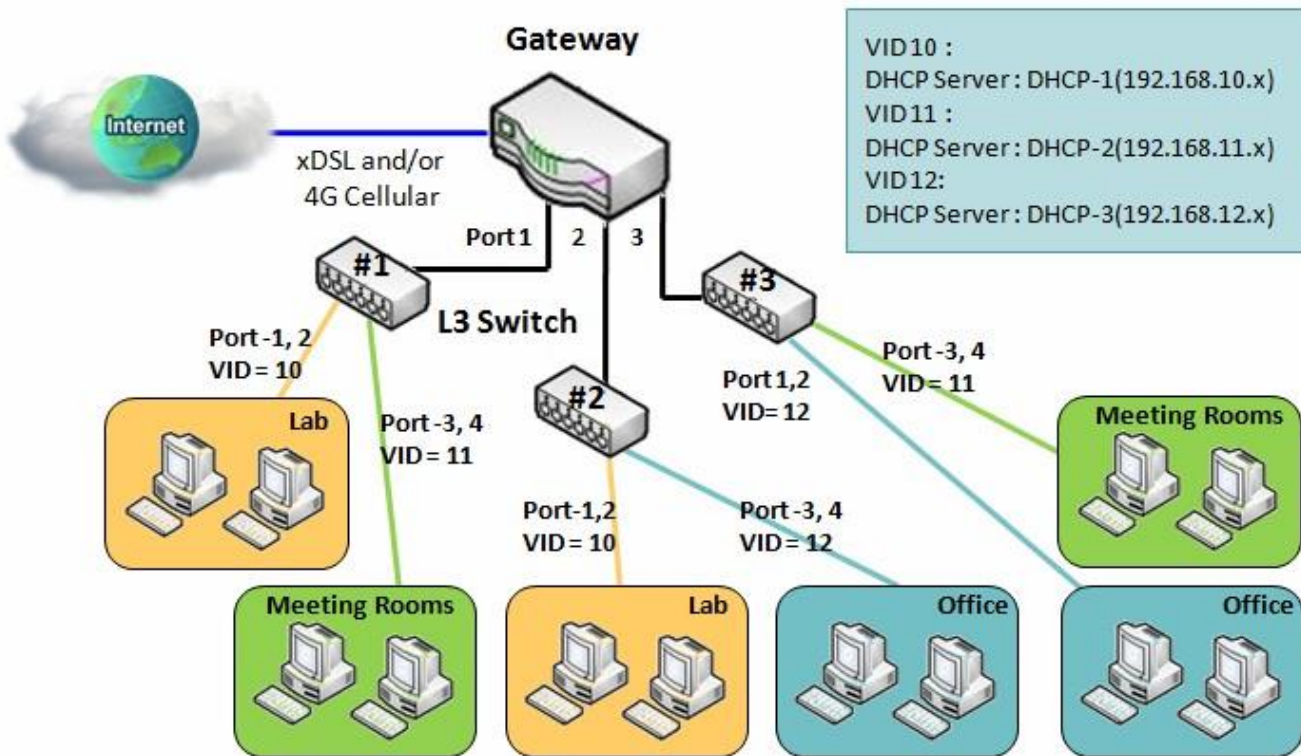 Gateway
Internet
xDSL and/or
4G Cellular
VID10 :
DHCP Server : DHCP-1(192.168.10.x)
VID11 :
DHCP Server : DHCP-2(192.168.11.x)
VID12:
DHCP Server : DHCP-3(192.168.12.x)
Port 1
2
3
#1
#3
L3 Switch
#2
Port -1, 2
VID = 10
Port -3, 4
VID = 11
Port-1,2
VID = 10
Port -3, 4
VID = 12
Port 1,2
VID= 12
Port -3, 4
VID= 11
Lab
Meeting Rooms
Meeting Rooms
Lab
Office
Office